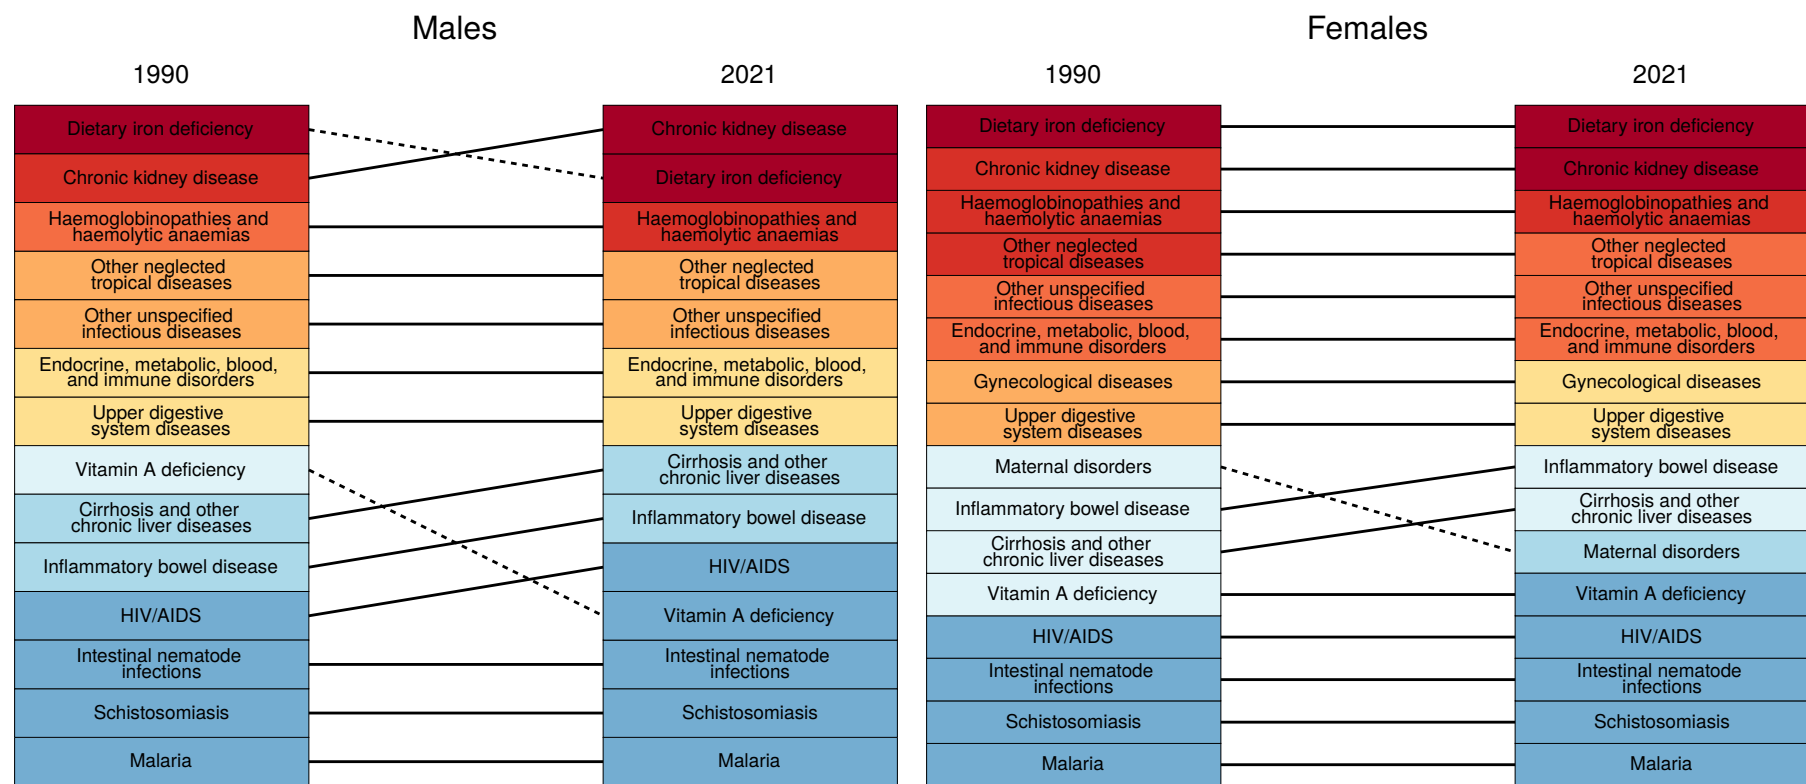 Males
1990
2021
Dietary iron deficiency
Chronic kidney disease
Haemoglobinopathies and
haemolytic anaemias
Other neglected
tropical diseases
Other unspecified
infectious diseases
Endocrine, metabolic, blood,
and immune disorders
Upper digestive
system diseases
Vitamin A deficiency
Cirrhosis and other
chronic liver diseases
Inflammatory bowel disease
HIV/AIDS
Intestinal nematode
infections
Schistosomiasis
Malaria
Chronic kidney disease
Dietary iron deficiency
Haemoglobinopathies and
haemolytic anaemias
Other neglected
tropical diseases
Other unspecified
infectious diseases
Endocrine, metabolic, blood,
and immune disorders
Upper digestive
system diseases
Cirrhosis and other
chronic liver diseases
Inflammatory bowel disease
HIV/AIDS
Vitamin A deficiency
Intestinal nematode
infections
Schistosomiasis
Malaria
Females
1990
2021
Dietary iron deficiency
Chronic kidney disease
Haemoglobinopathies and
haemolytic anaemias
Other neglected
tropical diseases
Other unspecified
infectious diseases
Endocrine, metabolic, blood,
and immune disorders
Gynecological diseases
Upper digestive
system diseases
Maternal disorders
Inflammatory bowel disease
Cirrhosis and other
chronic liver diseases
Vitamin A deficiency
HIV/AIDS
Intestinal nematode
infections
Schistosomiasis
Malaria
Dietary iron deficiency
Chronic kidney disease
Haemoglobinopathies and
haemolytic anaemias
Other neglected
tropical diseases
Other unspecified
infectious diseases
Endocrine, metabolic, blood,
and immune disorders
Gynecological diseases
Upper digestive
system diseases
Inflammatory bowel disease
Cirrhosis and other
chronic liver diseases
Maternal disorders
Vitamin A deficiency
HIV/AIDS
Intestinal nematode
infections
Schistosomiasis
Malaria